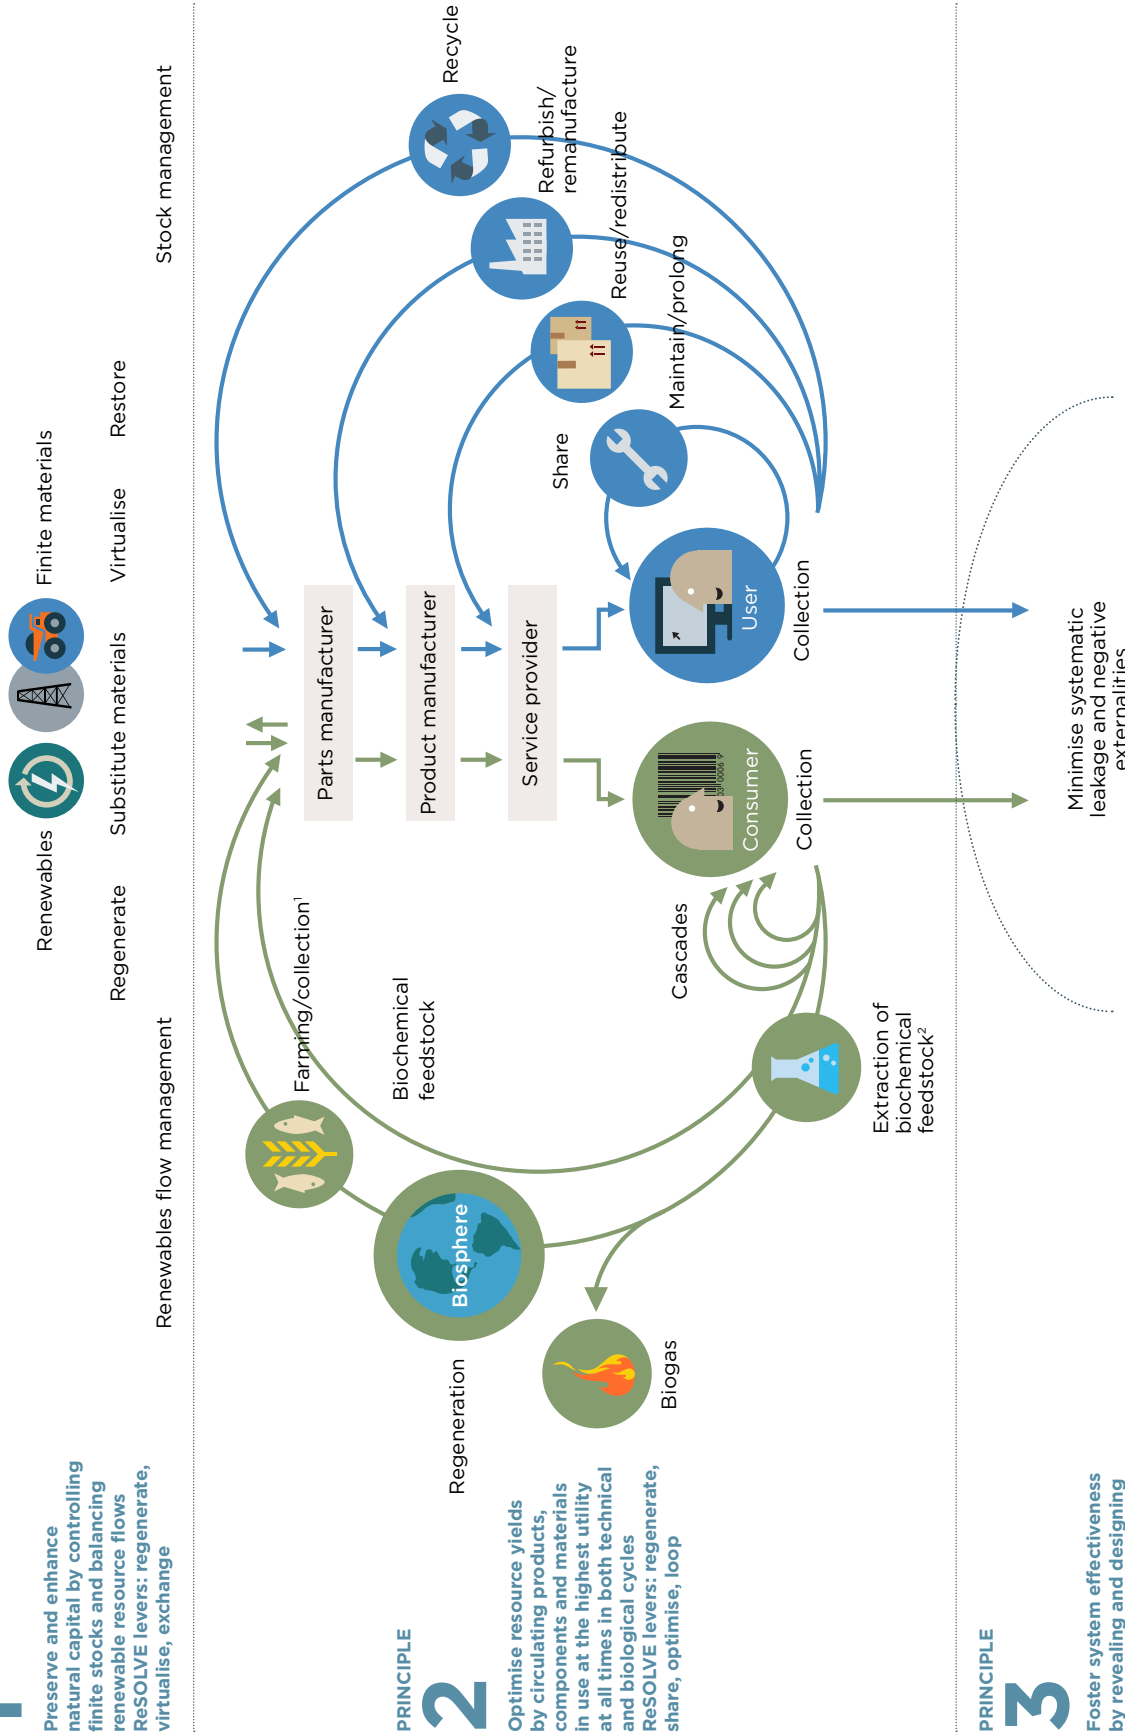 Preserve and enhance
natural capital by controlling
finite stocks and balancing
renewable resource flows
ReSOLVE levers: regenerate,
virtualise, exchange
Renewables
Finite materials
Regenerate
Substitute materials
Virtualise
Restore
Renewables flow management
Stock management
PRINCIPLE
2
Optimise resource yields
by circulating products,
components and materials
in use at the highest utility
at all times in both technical
and biological cycles
ReSOLVE levers: regenerate,
share, optimise, loop
Farming/collection¹
Parts manufacturer
Biochemical
feedstock
Product manufacturer
Recycle
Regeneration
Biosphere
Service provider
Refurbish/
remanufacture
Share
Reuse/redistribute
Biogas
Cascades
Maintain/prolong
Consumer
User
Collection
Collection
Extraction of
biochemical
feedstock²
PRINCIPLE
3
Foster system effectiveness
by revealing and designing
Minimise systematic
leakage and negative
externalities